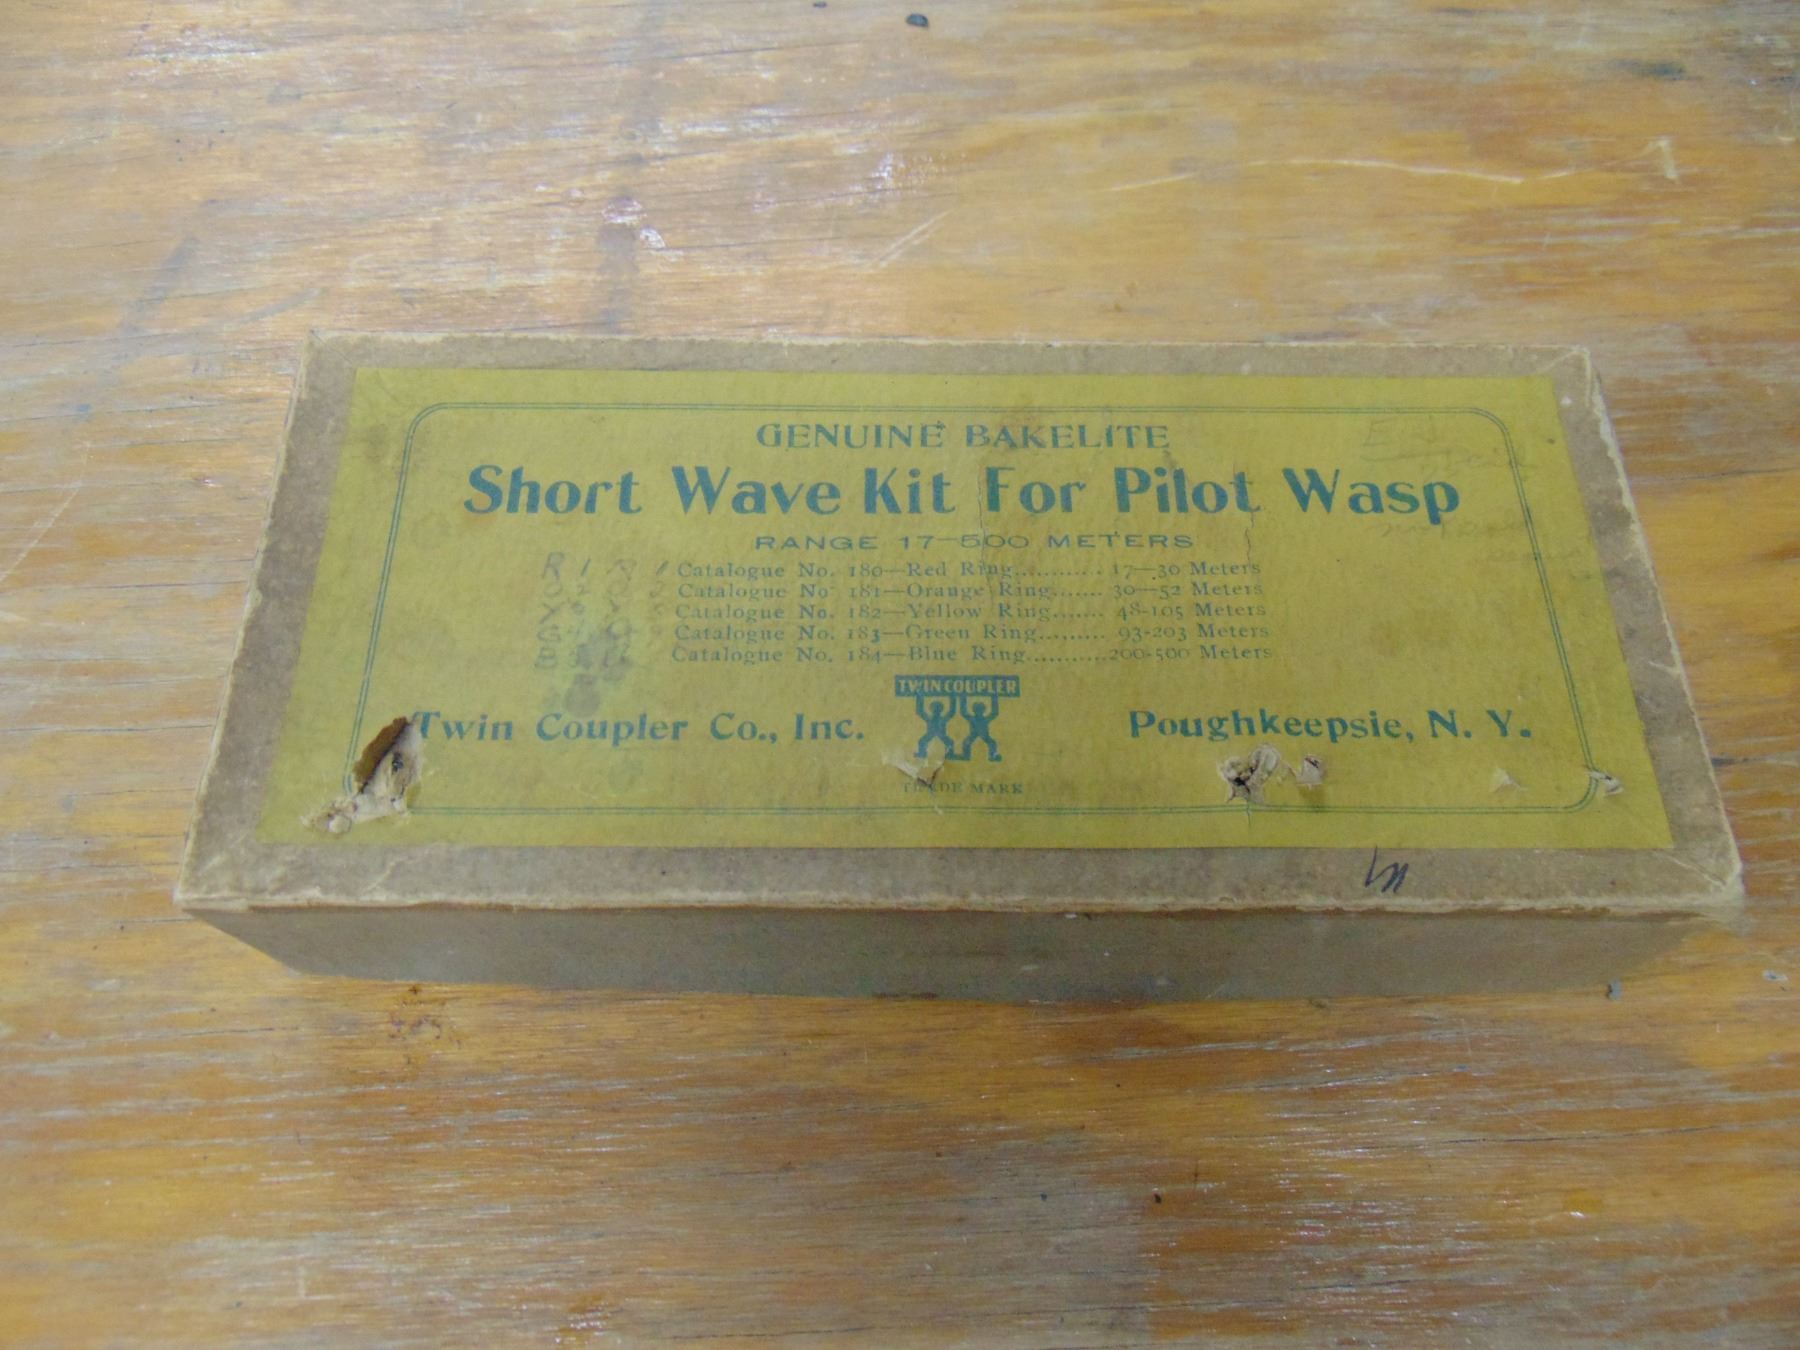 GENUINE BAKELITE
Short Wave Kit For Pilot Wasp
RANGE 17—500 METERS
R 1
Catalogue No. 180—Red Ring............ 17—30 Meters
Catalogue No. 181—Orange Ring....... 30—52 Meters
Catalogue No. 182—Yellow Ring....... 48-105 Meters
Catalogue No. 183—Green Ring......... 93-203 Meters
Catalogue No. 184—Blue Ring...........200-500 Meters
TWIN COUPLER
Twin Coupler Co., Inc. Poughkeepsie, N. Y.
TRADE MARK